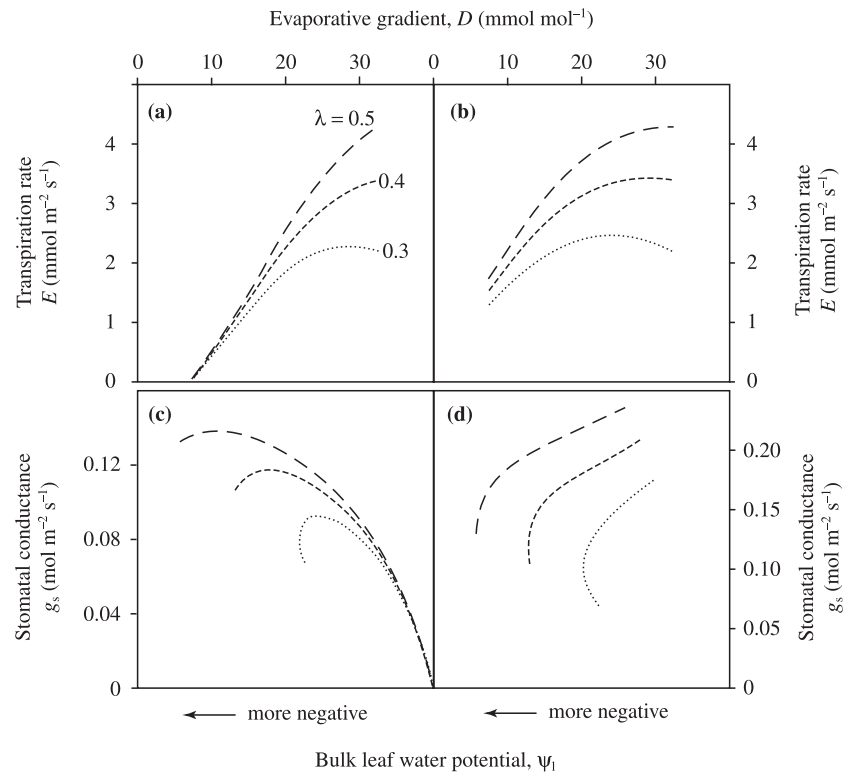 Evaporative gradient, D (mmol mol⁻¹)
0 10 20 30 0 10 20 30
(a) λ = 0.5 (b)
4 4
0.4
3 3
0.3
2 2
1 1
0 0
Transpiration rate
E (mmol m⁻² s⁻¹)
Transpiration rate
E (mmol m⁻² s⁻¹)
(c) (d)
0.12 0.20
0.15
0.08
0.10
0.04
0.05
0 0
Stomatal conductance
gₛ (mol m⁻² s⁻¹)
Stomatal conductance
gₛ (mol m⁻² s⁻¹)
more negative more negative
Bulk leaf water potential, ψₗ